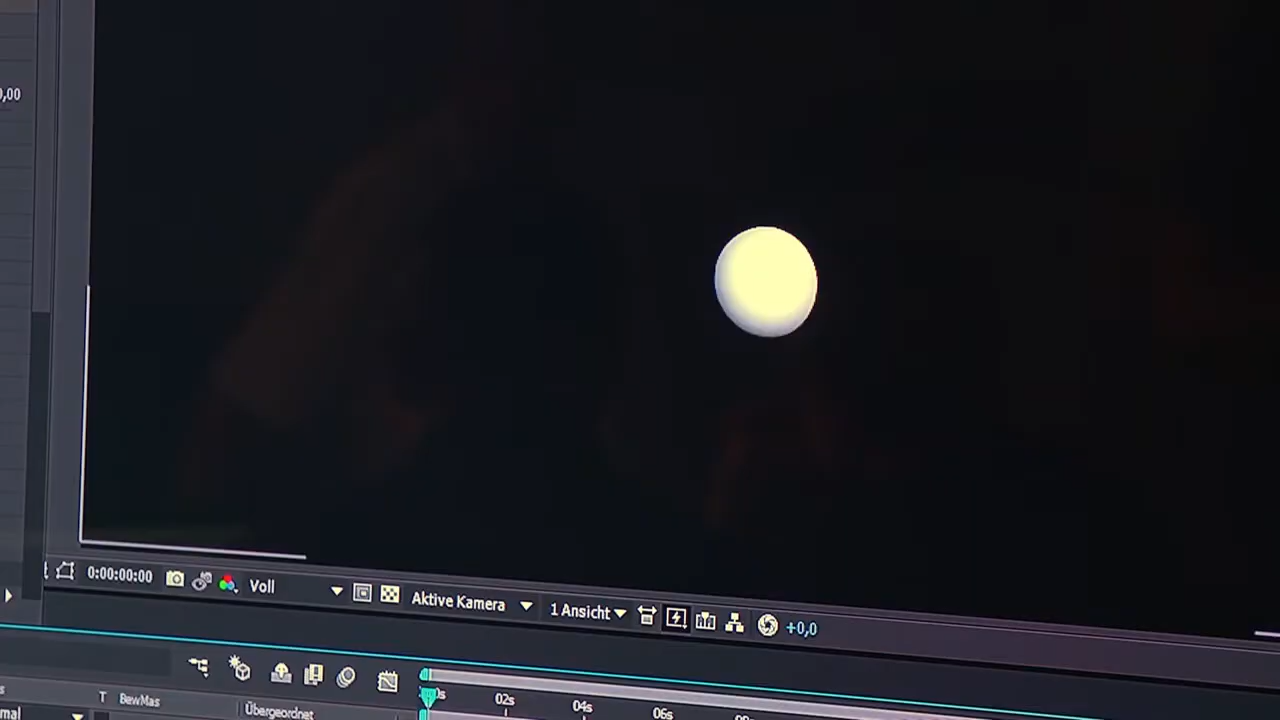 0,00
0:00:00:00 Voll Aktive Kamera 1 Ansicht +0,0
02s 04s 06s
T BewMas Übergeordnet